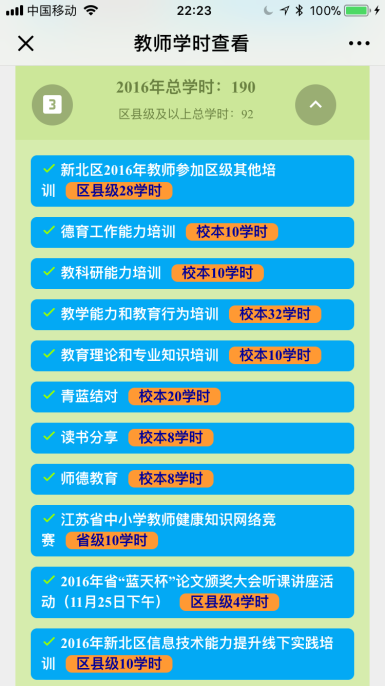 中国移动 22:23 100%
教师学时查看
3 2016年总学时：190
区县级及以上总学时：92
新北区2016年教师参加区级其他培
训 区县级28学时
德育工作能力培训 校本10学时
教科研能力培训 校本10学时
教学能力和教育行为培训 校本32学时
教育理论和专业知识培训 校本10学时
青蓝结对 校本20学时
读书分享 校本8学时
师德教育 校本8学时
江苏省中小学教师健康知识网络竞
赛 省级10学时
2016年省“蓝天杯”论文颁奖大会听课讲座活
动（11月25日下午） 区县级4学时
2016年新北区信息技术能力提升线下实践培
训 区县级10学时